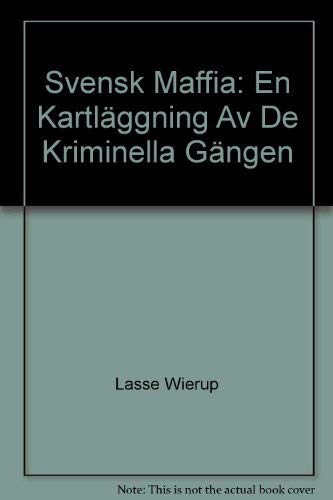 Svensk Maffia: En
Kartläggning Av De
Kriminella Gängen
Lasse Wierup
Note: This is not the actual book cover